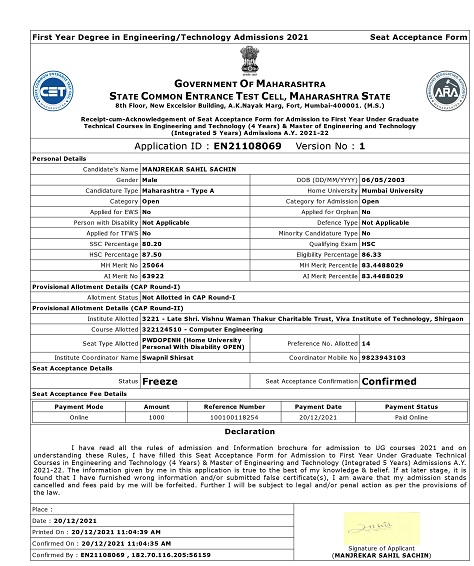 First Year Degree in Engineering/Technology Admissions 2021 Seat Acceptance Form
GOVERNMENT OF MAHARASHTRA
STATE COMMON ENTRANCE TEST CELL, MAHARASHTRA STATE
8th Floor, New Excelsior Building, A.K.Nayak Marg, Fort, Mumbai-400001. (M.S.)
CET
ARA
Receipt-cum-Acknowledgement of Seat Acceptance Form for Admission to First Year Under Graduate
Technical Courses in Engineering and Technology (4 Years) & Master of Engineering and Technology
(Integrated 5 Years) Admissions A.Y. 2021-22
Application ID : EN21108069 Version No : 1
Personal Details
Candidate's Name MANJREKAR SAHIL SACHIN
Gender Male DOB (DD/MM/YYYY) 06/05/2003
Candidature Type Maharashtra - Type A Home University Mumbai University
Category Open Category for Admission Open
Applied for EWS No Applied for Orphan No
Person with Disability Not Applicable Defence Type Not Applicable
Applied for TFWS No Minority Candidature Type No
SSC Percentage 80.20 Qualifying Exam HSC
HSC Percentage 87.50 Eligibility Percentage 86.33
MH Merit No 25064 MH Merit Percentile 83.4488029
AI Merit No 63922 AI Merit Percentile 83.4488029
Provisional Allotment Details (CAP Round-I)
Allotment Status Not Allotted in CAP Round-I
Provisional Allotment Details (CAP Round-II)
Institute Allotted 3221 - Late Shri. Vishnu Waman Thakur Charitable Trust, Viva Institute of Technology, Shirgaon
Course Allotted 322124510 - Computer Engineering
Seat Type Allotted PWDOPENH (Home University Personal With Disability OPEN) Preference No. Allotted 14
Institute Coordinator Name Swapnil Shirsat Coordinator Mobile No 9823943103
Seat Acceptance Details
Status Freeze Seat Acceptance Confirmation Confirmed
Seat Acceptance Fee Details
Payment Mode Amount Reference Number Payment Date Payment Status
Online 1000 100100118254 20/12/2021 Paid Online
Declaration
I have read all the rules of admission and Information brochure for admission to UG courses 2021 and on
understanding these Rules, I have filled this Seat Acceptance Form for Admission to First Year Under Graduate Technical
Courses in Engineering and Technology (4 Years) & Master of Engineering and Technology (Integrated 5 Years) Admissions A.Y.
2021-22. The information given by me in this application is true to the best of my knowledge & belief. If at later stage, it is
found that I have furnished wrong information and/or submitted false certificate(s), I am aware that my admission stands
cancelled and fees paid by me will be forfeited. Further I will be subject to legal and/or penal action as per the provisions of
the law.
Place :
Date : 20/12/2021
Printed On : 20/12/2021 11:04:39 AM
Confirmed On : 20/12/2021 11:04:35 AM
Confirmed By : EN21108069 , 182.70.116.205:56159
Signature of Applicant
(MANJREKAR SAHIL SACHIN)